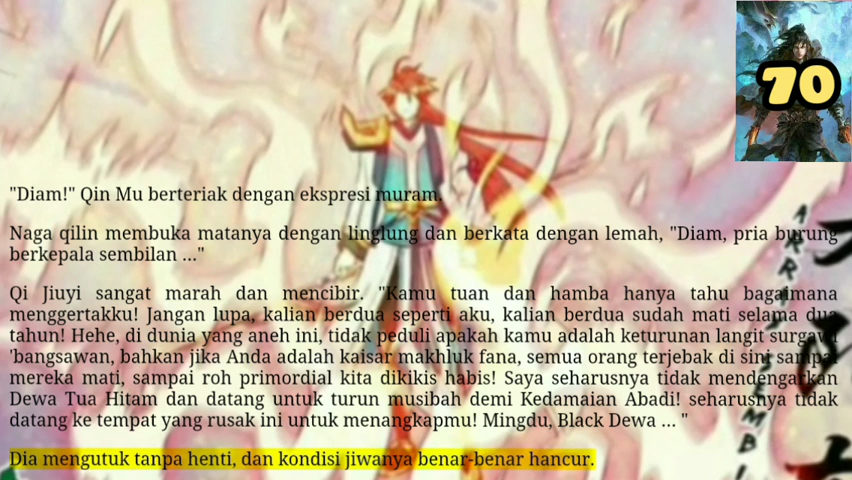 70
"Diam!" Qin Mu berteriak dengan ekspresi muram.
Naga qilin membuka matanya dengan linglung dan berkata dengan lemah, "Diam, pria burung
berkepala sembilan ..."
Qi Jiuyi sangat marah dan mencibir. "Kamu tuan dan hamba hanya tahu bagaimana
menggertakku! Jangan lupa, kalian berdua seperti aku, kalian berdua sudah mati selama dua
tahun! Hehe, di dunia yang aneh ini, tidak peduli apakah kamu adalah keturunan langit surgawi
'bangsawan, bahkan jika Anda adalah kaisar makhluk fana, semua orang terjebak di sini sampai
mereka mati, sampai roh primordial kita dikikis habis! Saya seharusnya tidak mendengarkan
Dewa Tua Hitam dan datang untuk turun musibah demi Kedamaian Abadi! seharusnya tidak
datang ke tempat yang rusak ini untuk menangkapmu! Mingdu, Black Dewa ... "
Dia mengutuk tanpa henti, dan kondisi jiwanya benar-benar hancur.